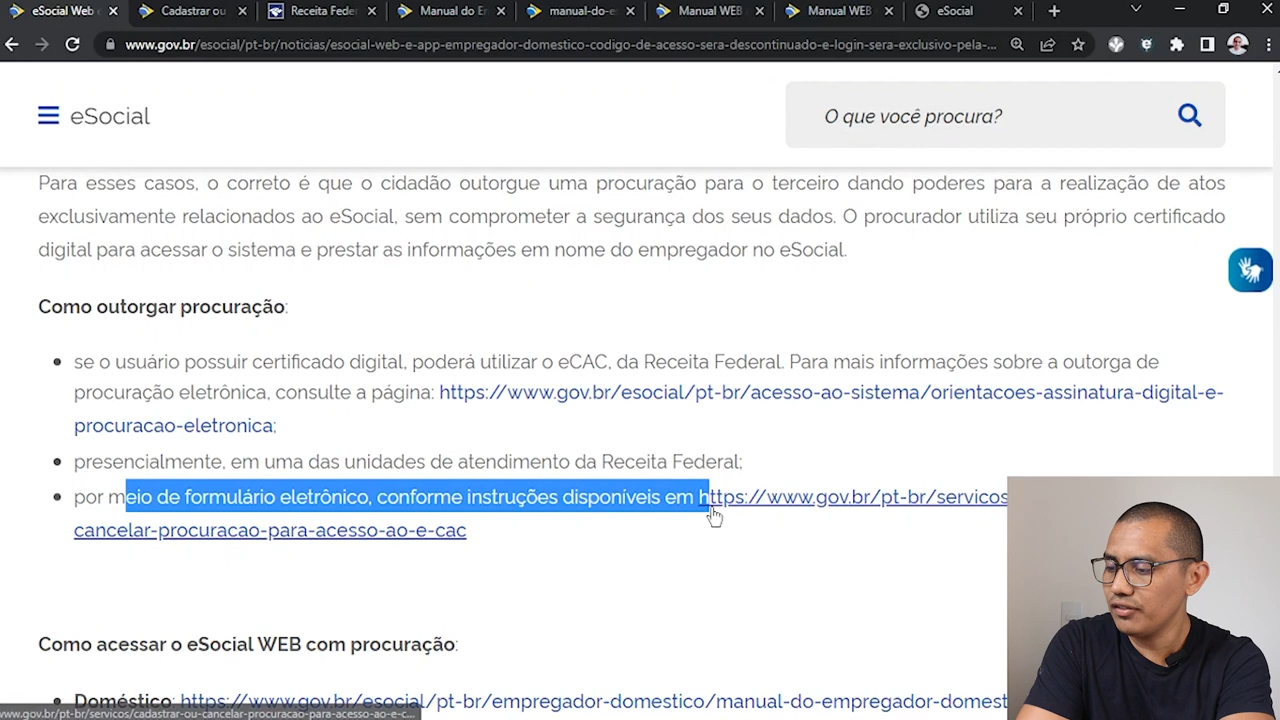 eSocial Web e
Cadastrar ou
Receita Feder
Manual do E
manual-do-e
Manual WEB
Manual WEB
eSocial
www.gov.br/esocial/pt-br/noticias/esocial-web-e-app-empregador-domestico-codigo-de-acesso-sera-descontinuado-e-login-sera-exclusivo-pela-...
eSocial
O que você procura?
Para esses casos, o correto é que o cidadão outorgue uma procuração para o terceiro dando poderes para a realização de atos
exclusivamente relacionados ao eSocial, sem comprometer a segurança dos seus dados. O procurador utiliza seu próprio certificado
digital para acessar o sistema e prestar as informações em nome do empregador no eSocial.
Como outorgar procuração:
se o usuário possuir certificado digital, poderá utilizar o eCAC, da Receita Federal. Para mais informações sobre a outorga de
procuração eletrônica, consulte a página: https://www.gov.br/esocial/pt-br/acesso-ao-sistema/orientacoes-assinatura-digital-e-
procuracao-eletronica;
presencialmente, em uma das unidades de atendimento da Receita Federal;
por meio de formulário eletrônico, conforme instruções disponíveis em https://www.gov.br/pt-br/servicos
cancelar-procuracao-para-acesso-ao-e-cac
Como acessar o eSocial WEB com procuração:
Doméstico: https://www.gov.br/esocial/pt-br/empregador-domestico/manual-do-empregador-domest
www.gov.br/pt-br/servicos/cadastrar-ou-cancelar-procuracao-para-acesso-ao-e-c...